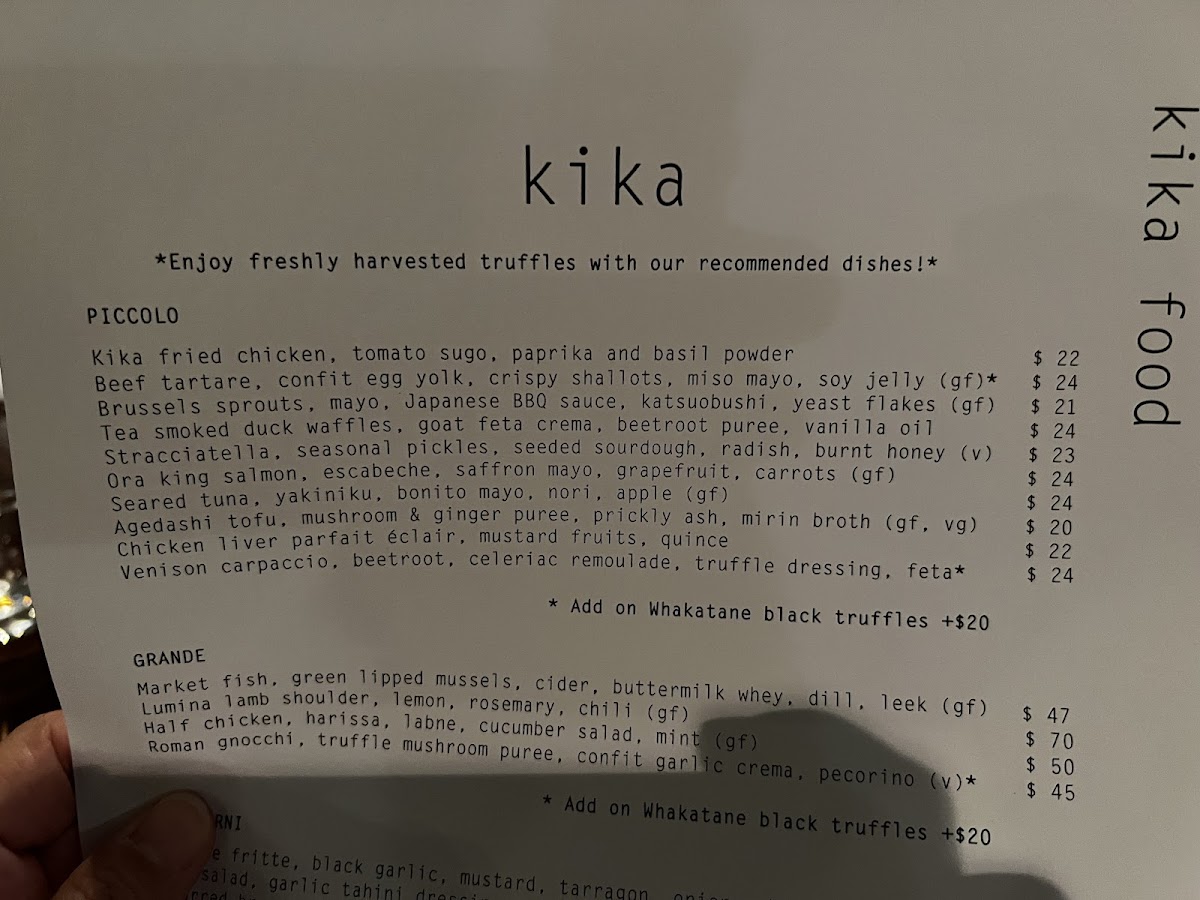 kika
*Enjoy freshly harvested truffles with our recommended dishes!*
PICCOLO
Kika fried chicken, tomato sugo, paprika and basil powder $ 22
Beef tartare, confit egg yolk, crispy shallots, miso mayo, soy jelly (gf)* $ 24
Brussels sprouts, mayo, Japanese BBQ sauce, katsuobushi, yeast flakes (gf) $ 21
Tea smoked duck waffles, goat feta crema, beetroot puree, vanilla oil $ 24
Stracciatella, seasonal pickles, seeded sourdough, radish, burnt honey (v) $ 23
Ora king salmon, escabeche, saffron mayo, grapefruit, carrots (gf) $ 24
Seared tuna, yakiniku, bonito mayo, nori, apple (gf) $ 24
Agedashi tofu, mushroom & ginger puree, prickly ash, mirin broth (gf, vg) $ 20
Chicken liver parfait éclair, mustard fruits, quince $ 22
Venison carpaccio, beetroot, celeriac remoulade, truffle dressing, feta* $ 24
* Add on Whakatane black truffles +$20
GRANDE
Market fish, green lipped mussels, cider, buttermilk whey, dill, leek (gf) $ 47
Lumina lamb shoulder, lemon, rosemary, chili (gf) $ 70
Half chicken, harissa, labne, cucumber salad, mint (gf) $ 50
Roman gnocchi, truffle mushroom puree, confit garlic crema, pecorino (v)* $ 45
* Add on Whakatane black truffles +$20
RNI
fritte, black garlic, mustard, tarragon,
salad, garlic tahini
kika food